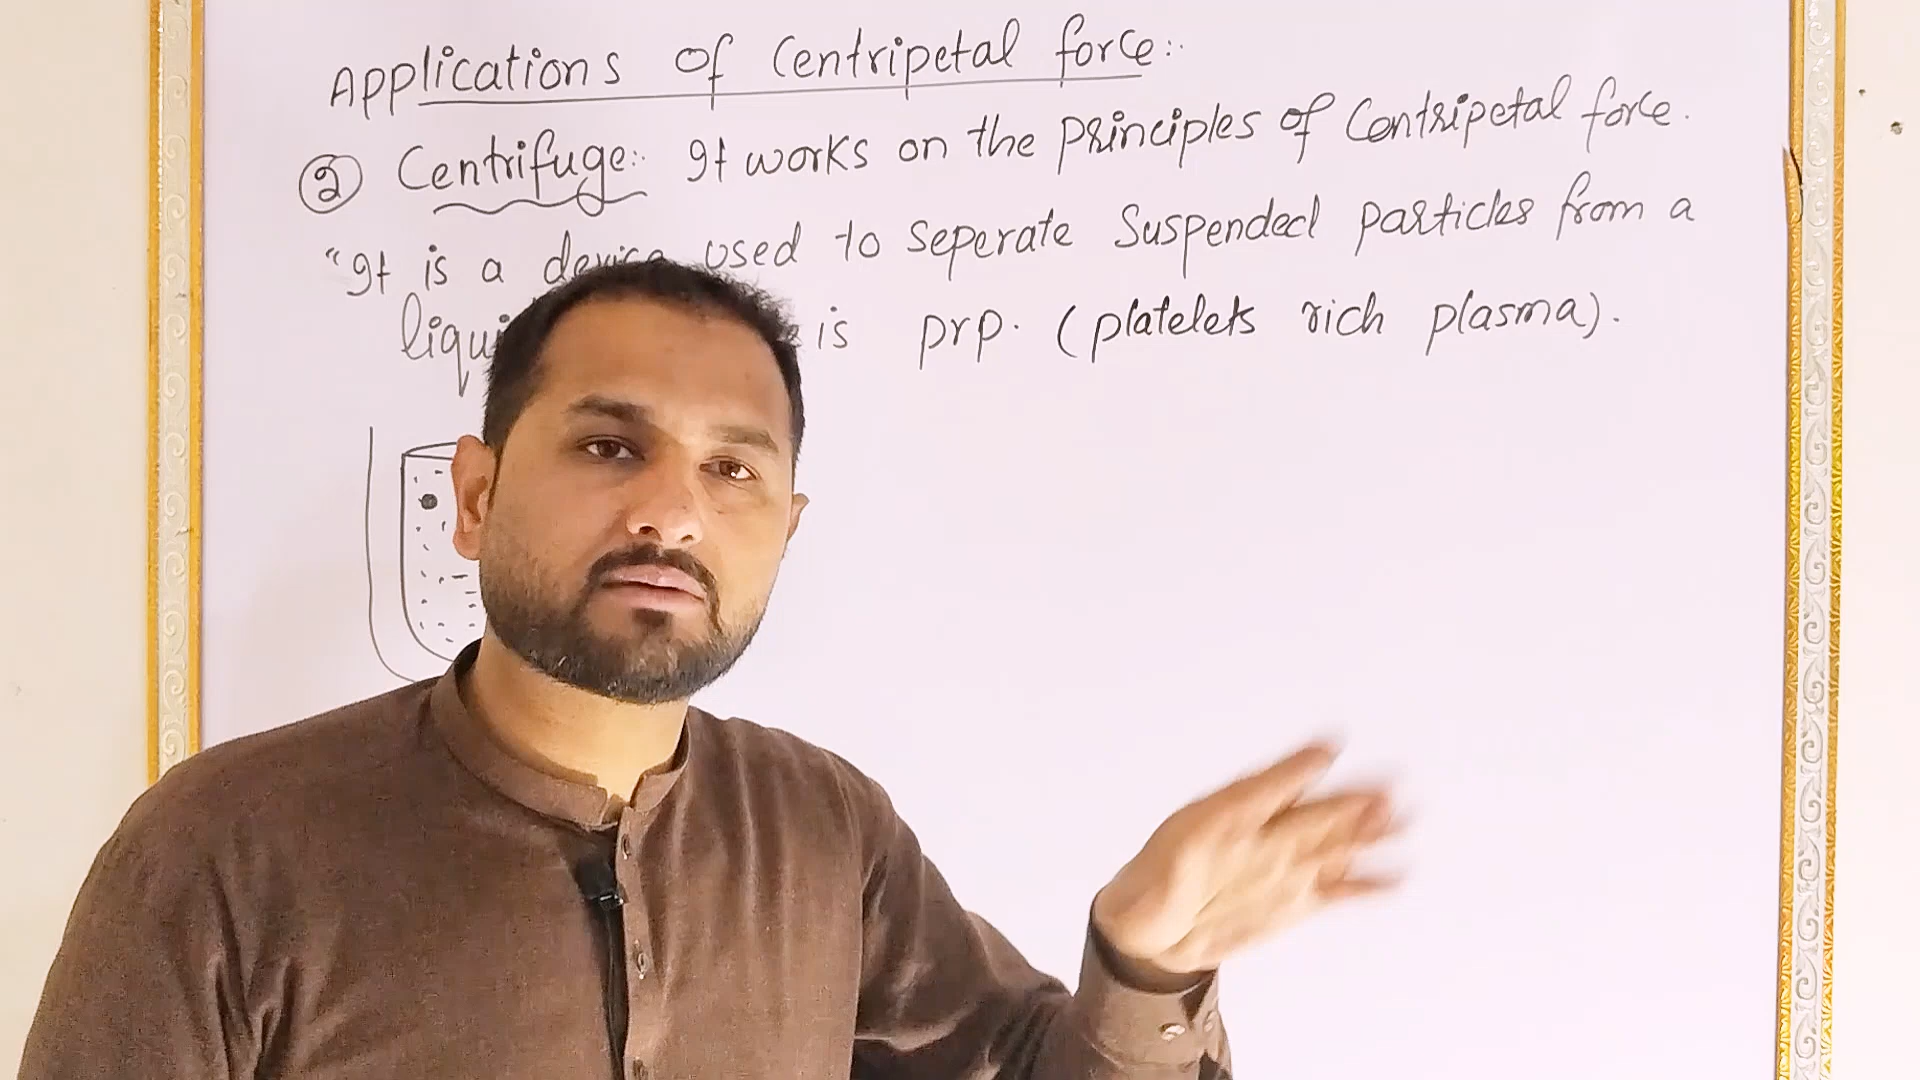 Applications of Centripetal force:.
② Centrifuge:. It works on the principles of Centripetal force.
"It is a device used to seperate Suspended particles from a
is prp. (platelets rich plasma).